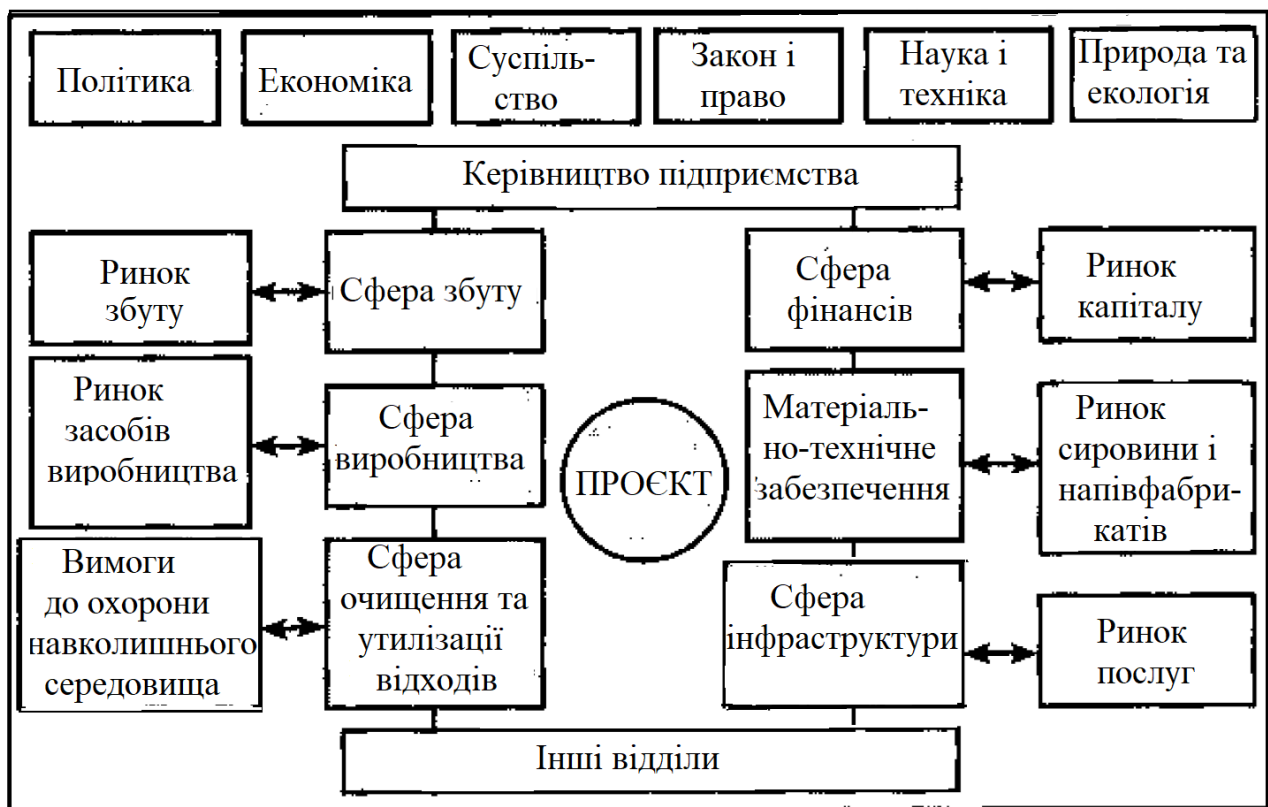 Політика
Економіка
Суспіль-
ство
Закон і
право
Наука і
техніка
Природа та
екологія
Керівництво підприємства
Ринок
збуту
Сфера збуту
Сфера
фінансів
Ринок
капіталу
Ринок
засобів
виробництва
Сфера
виробництва
ПРОЄКТ
Матеріаль-
но-технічне
забезпечення
Ринок
сировини і
напівфабри-
катів
Вимоги
до охорони
навколишнього
середовища
Сфера
очищення та
утилізації
відходів
Сфера
інфраструктури
Ринок
послуг
Інші відділи